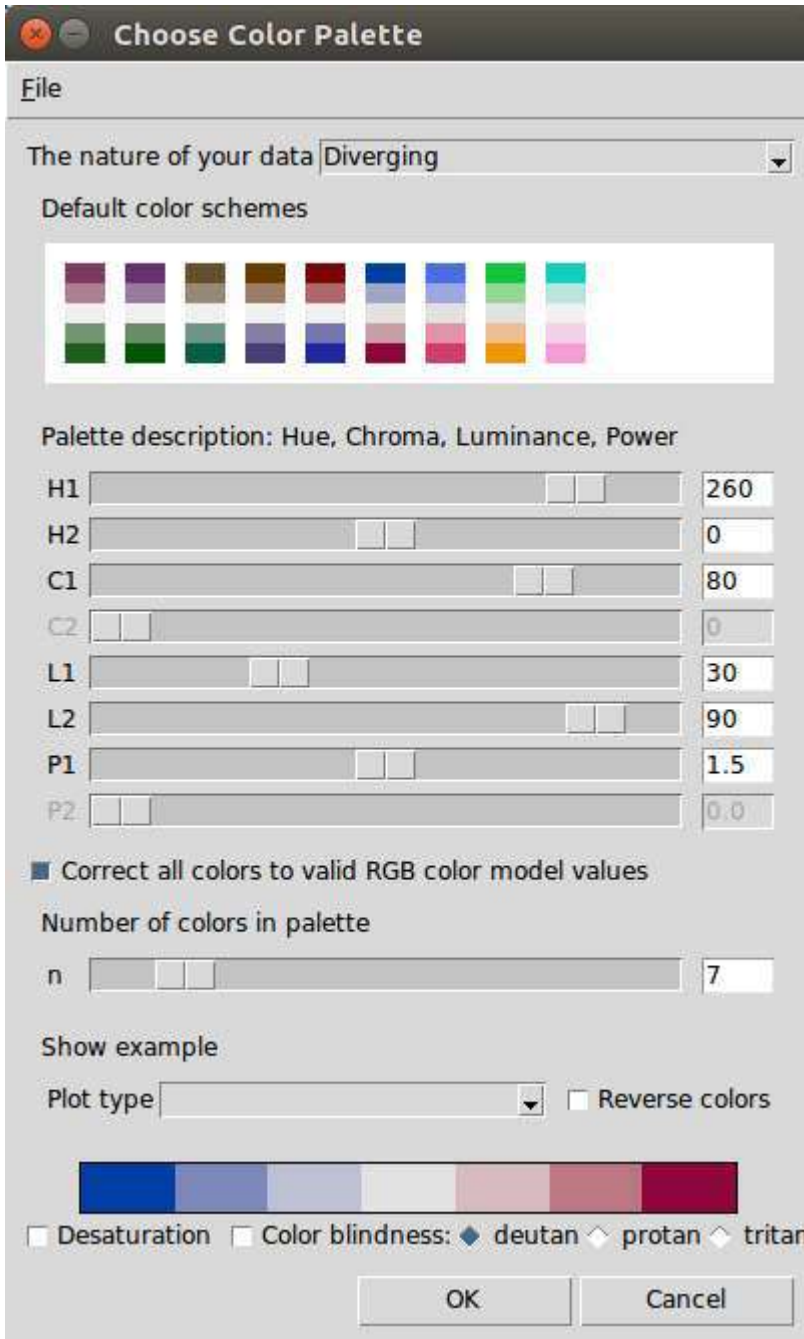 Choose Color Palette
File
The nature of your data Diverging
Default color schemes
Palette description: Hue, Chroma, Luminance, Power
H1 260
H2 0
C1 80
C2 0
L1 30
L2 90
P1 1.5
P2 0.0
Correct all colors to valid RGB color model values
Number of colors in palette
n 7
Show example
Plot type Reverse colors
Desaturation Color blindness: deutan protan tritan
OK Cancel